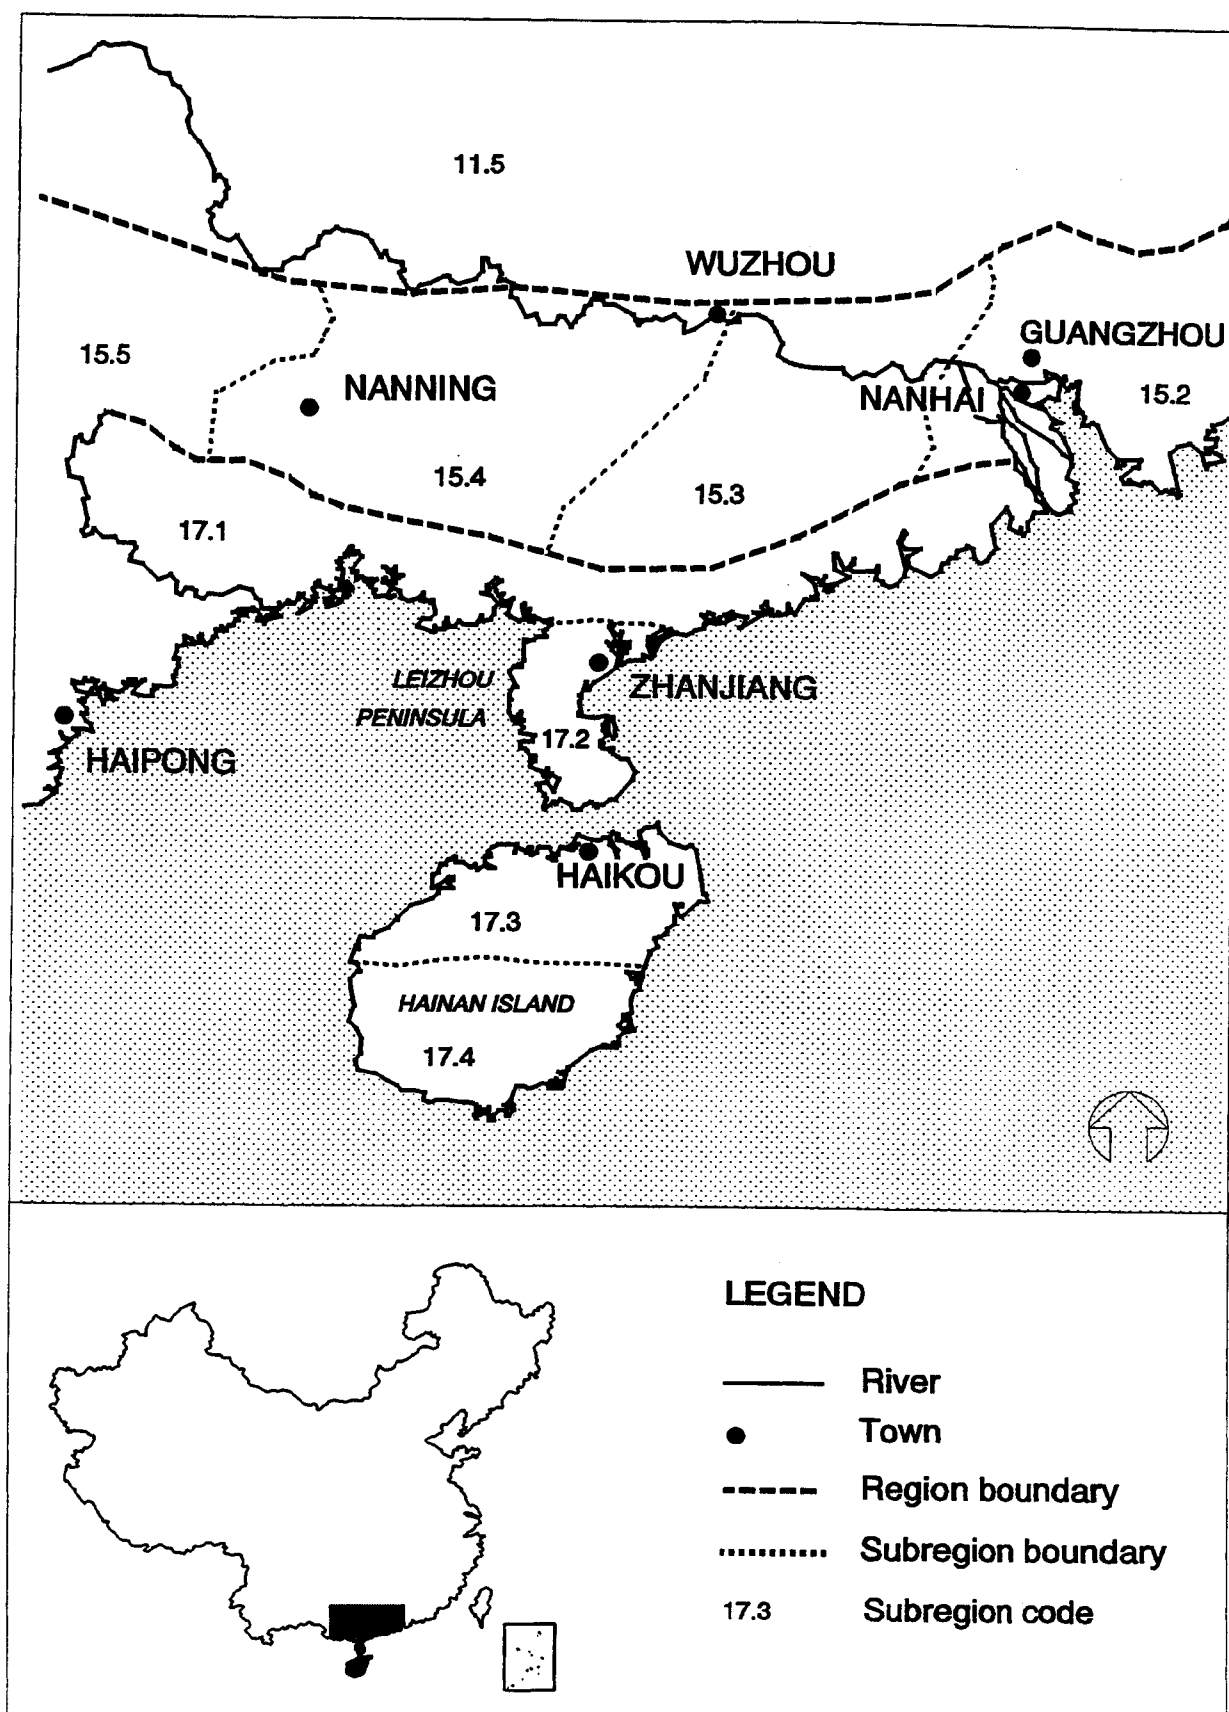 11.5
WUZHOU
GUANGZHOU
15.5
NANNING
NANHAI
15.2
15.4
15.3
17.1
LEIZHOU
PENINSULA
ZHANJIANG
17.2
HAIPONG
HAIKOU
17.3
HAINAN ISLAND
17.4
LEGEND
River
Town
Region boundary
Subregion boundary
17.3 Subregion code